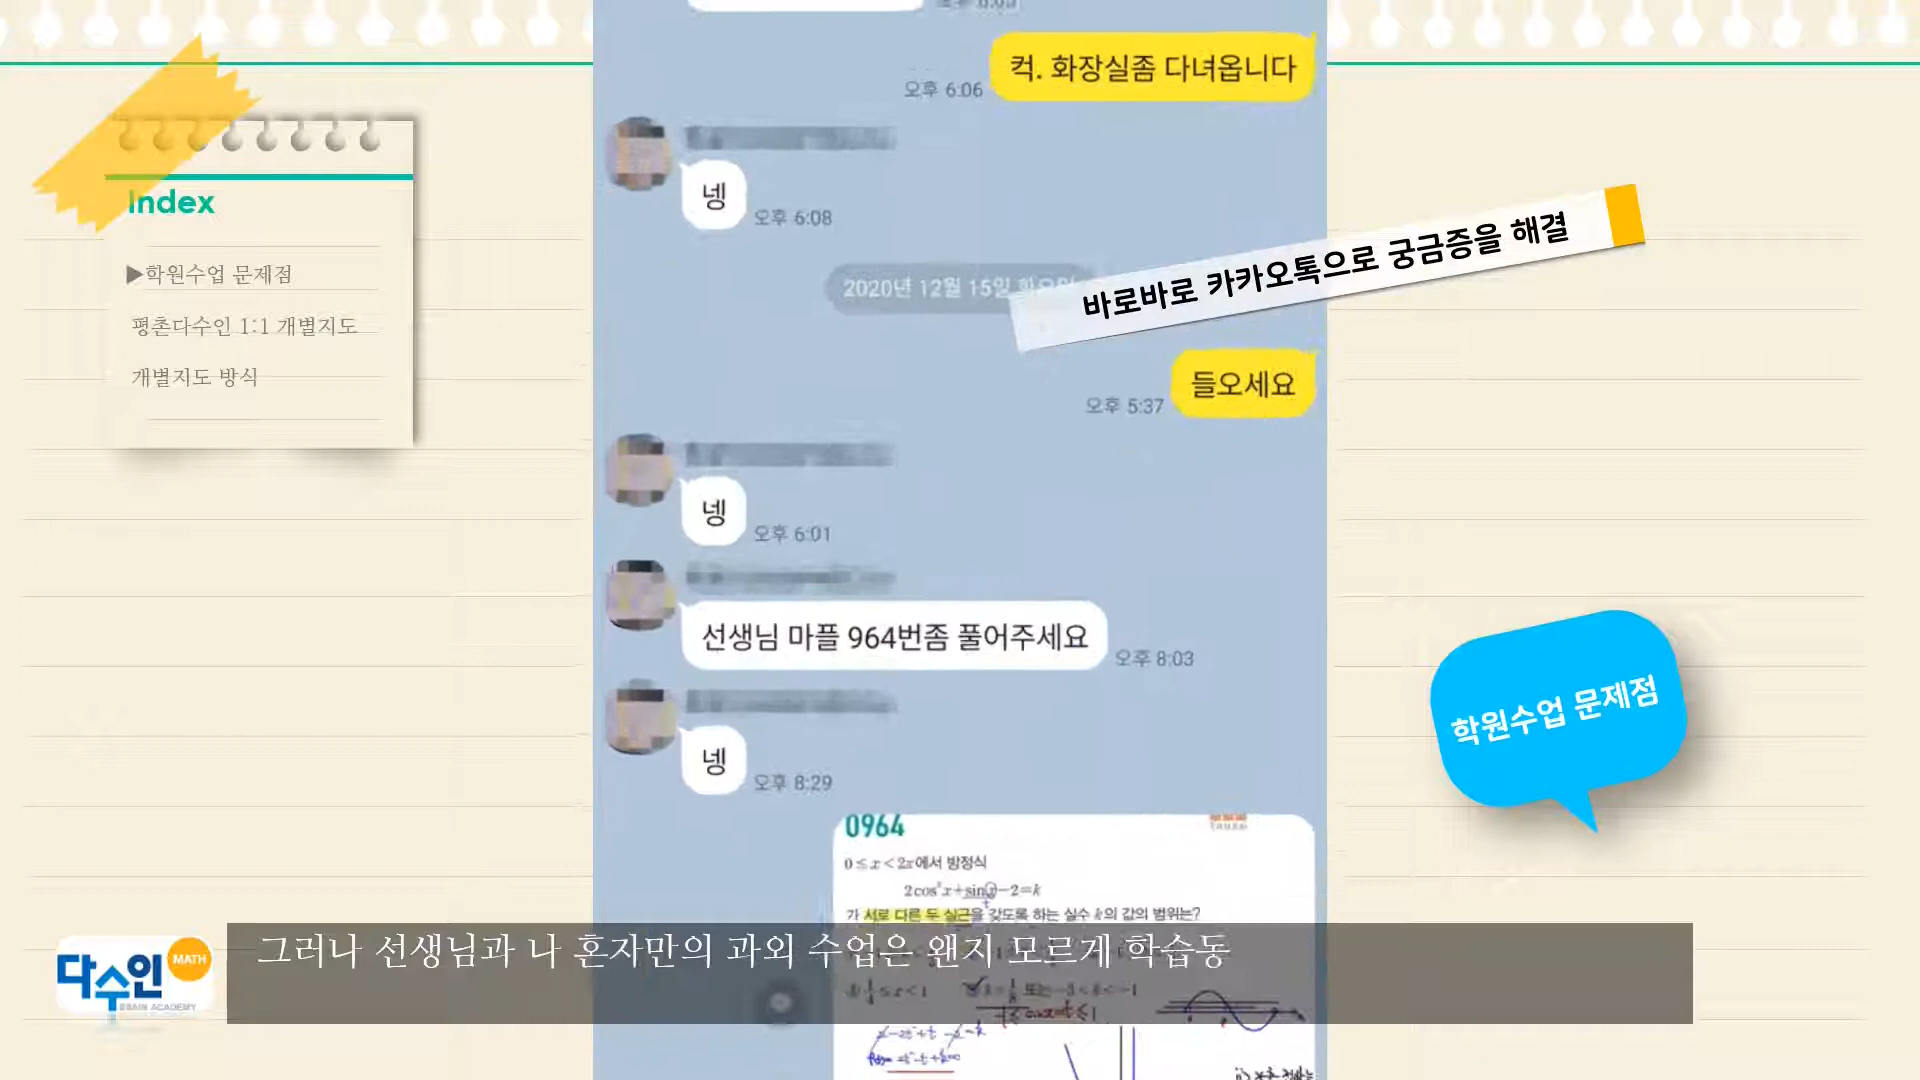 Index
▶학원수업 문제점
평촌다수인 1:1 개별지도
개별지도 방식
컥. 화장실좀 다녀옵니다
오후 6:06
넹
오후 6:08
2020년 12월 15일
바로바로 카카오톡으로 궁금증을 해결
들오세요
오후 5:37
넹
오후 6:01
선생님 마플 964번좀 풀어주세요
오후 8:03
넹
오후 8:29
학원수업 문제점
0964
에서 방정식
가 서로 다른 두 실근을 갖도록 하는 실수 k의 값의 범위는?
그러나 선생님과 나 혼자만의 과외 수업은 왠지 모르게 학습동
다수인 MATH
BRAIN ACADEMY